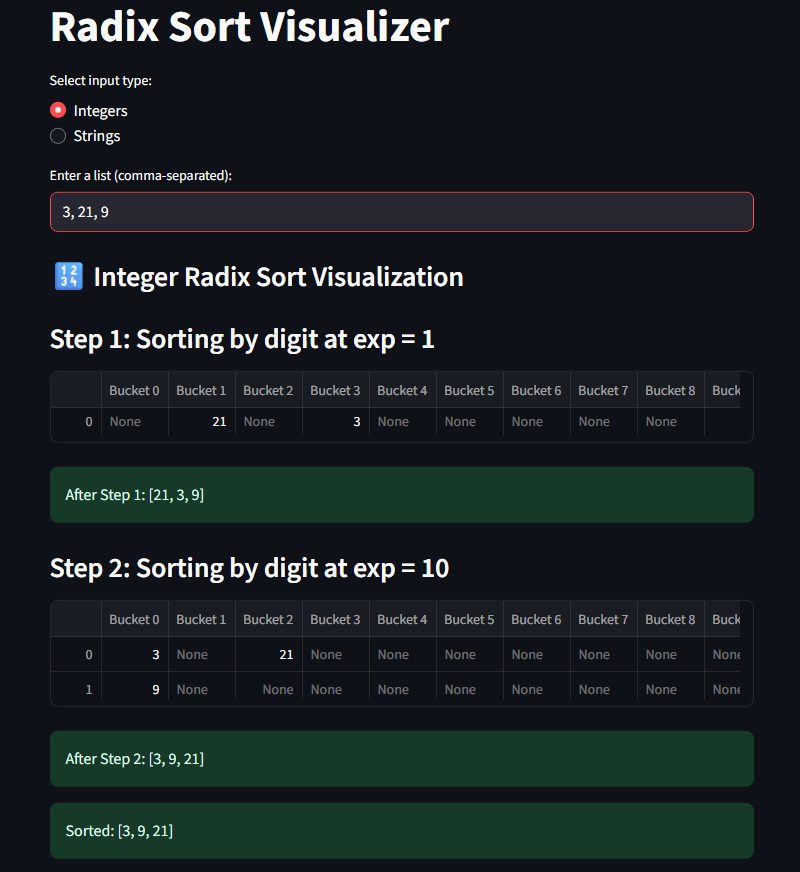 Radix Sort Visualizer
Select input type:
Integers
Strings
Enter a list (comma-separated):
3, 21, 9
🔢 Integer Radix Sort Visualization
Step 1: Sorting by digit at exp = 1
Bucket 0 Bucket 1 Bucket 2 Bucket 3 Bucket 4 Bucket 5 Bucket 6 Bucket 7 Bucket 8 Buck
0 None 21 None 3 None None None None None
After Step 1: [21, 3, 9]
Step 2: Sorting by digit at exp = 10
Bucket 0 Bucket 1 Bucket 2 Bucket 3 Bucket 4 Bucket 5 Bucket 6 Bucket 7 Bucket 8 Buck
0 3 None 21 None None None None None None None
1 9 None None None None None None None None None
After Step 2: [3, 9, 21]
Sorted: [3, 9, 21]